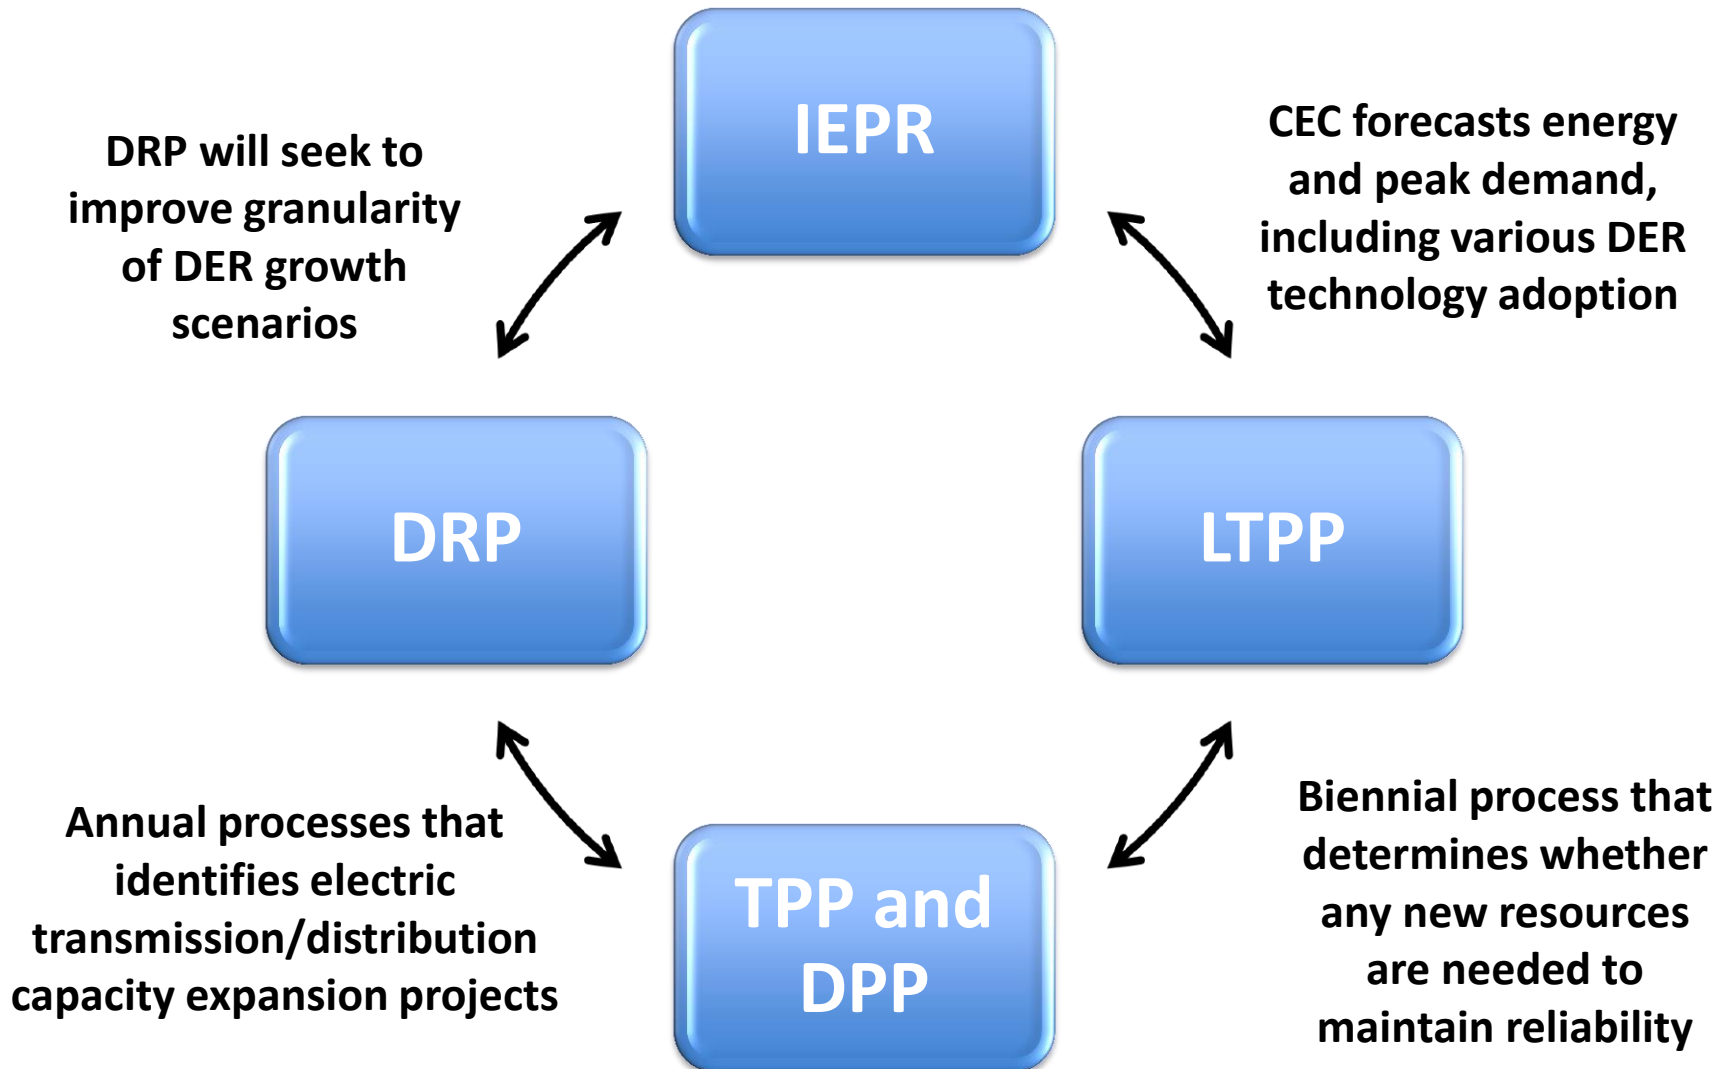 IEPR
CEC forecasts energy
and peak demand,
including various DER
technology adoption
DRP will seek to
improve granularity
of DER growth
scenarios
DRP
LTPP
Annual processes that
identifies electric
transmission/distribution
capacity expansion projects
TPP and
DPP
Biennial process that
determines whether
any new resources
are needed to
maintain reliability